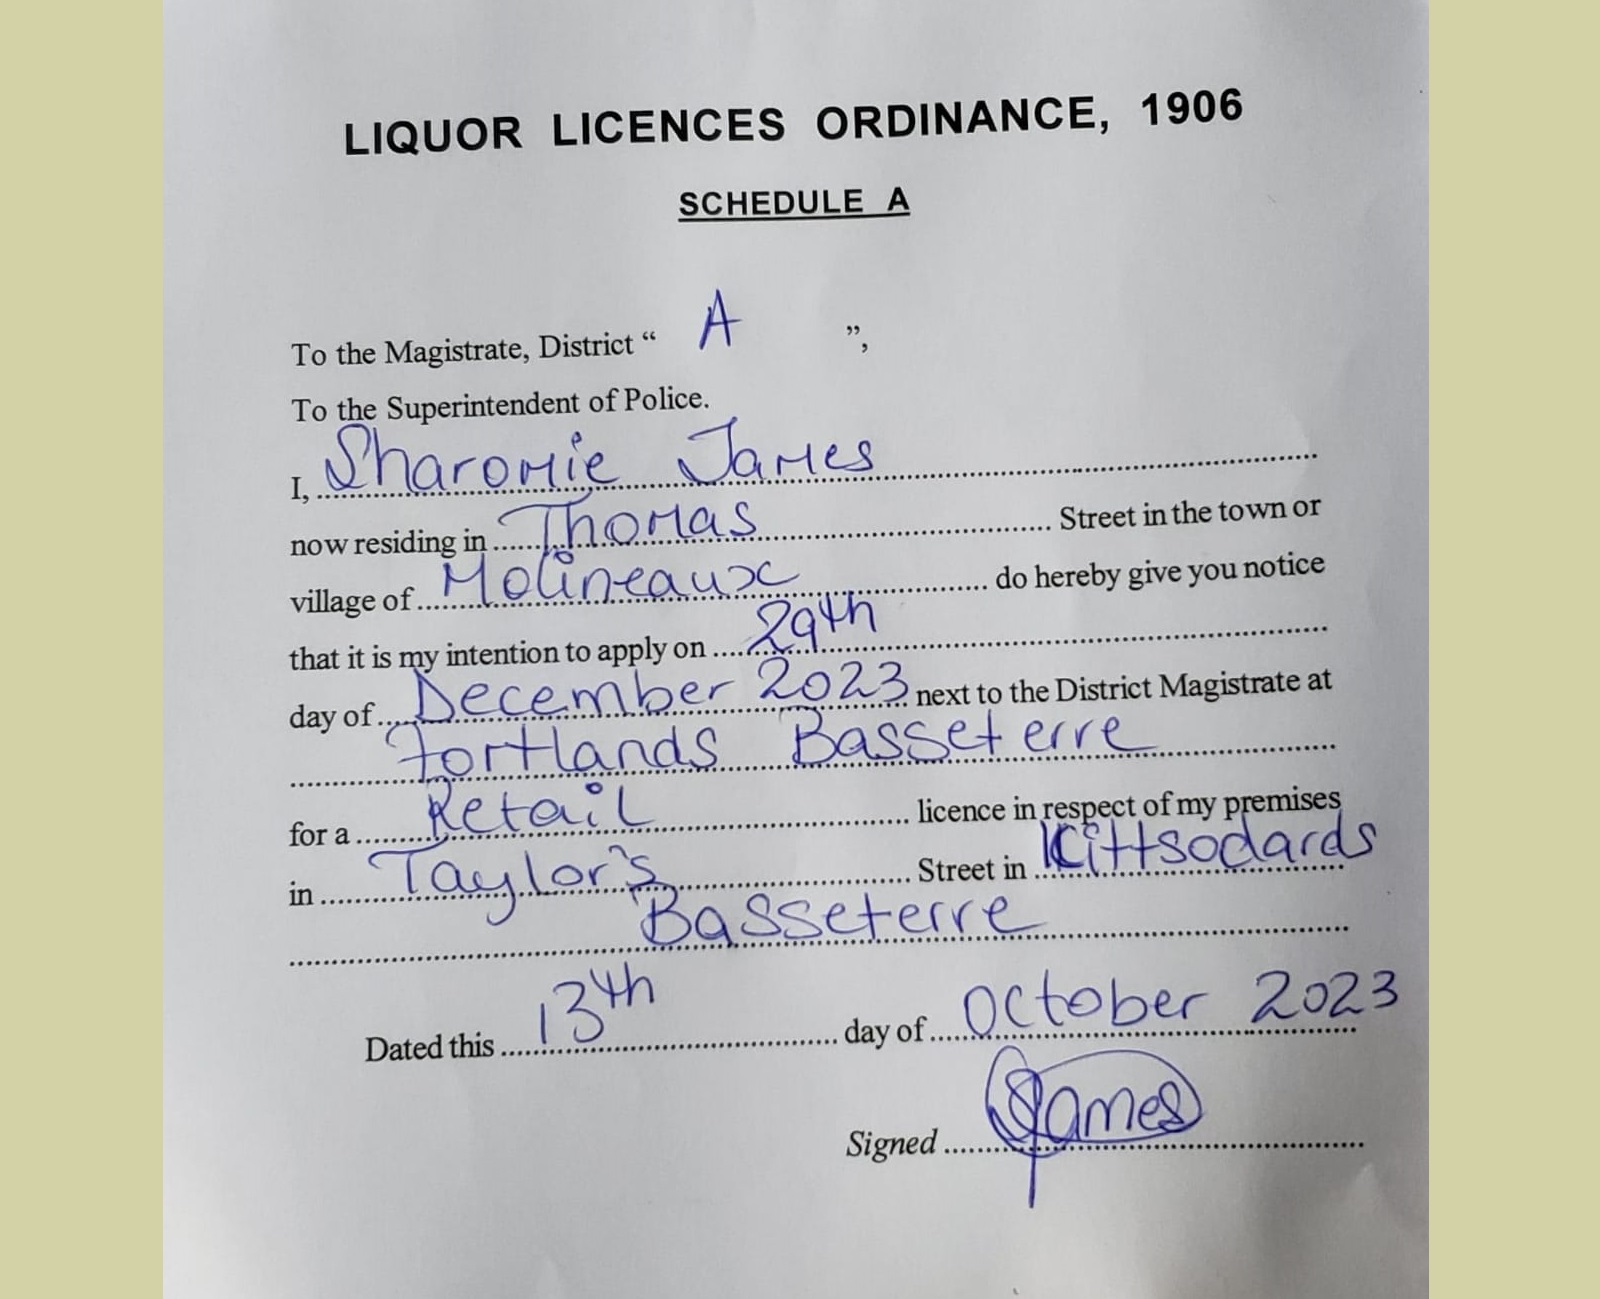 LIQUOR LICENCES ORDINANCE, 1906
SCHEDULE A
To the Magistrate, District “ A ”,
To the Superintendent of Police.
I, Sharomie James
now residing in Thomas Street in the town or
village of Molineaux do hereby give you notice
that it is my intention to apply on 29th
day of December 2023 next to the District Magistrate at
Fortlands Basseterre
for a Retail licence in respect of my premises
in Taylor's Street in Kittsodards
Basseterre
Dated this 13th day of October 2023
Signed SJames